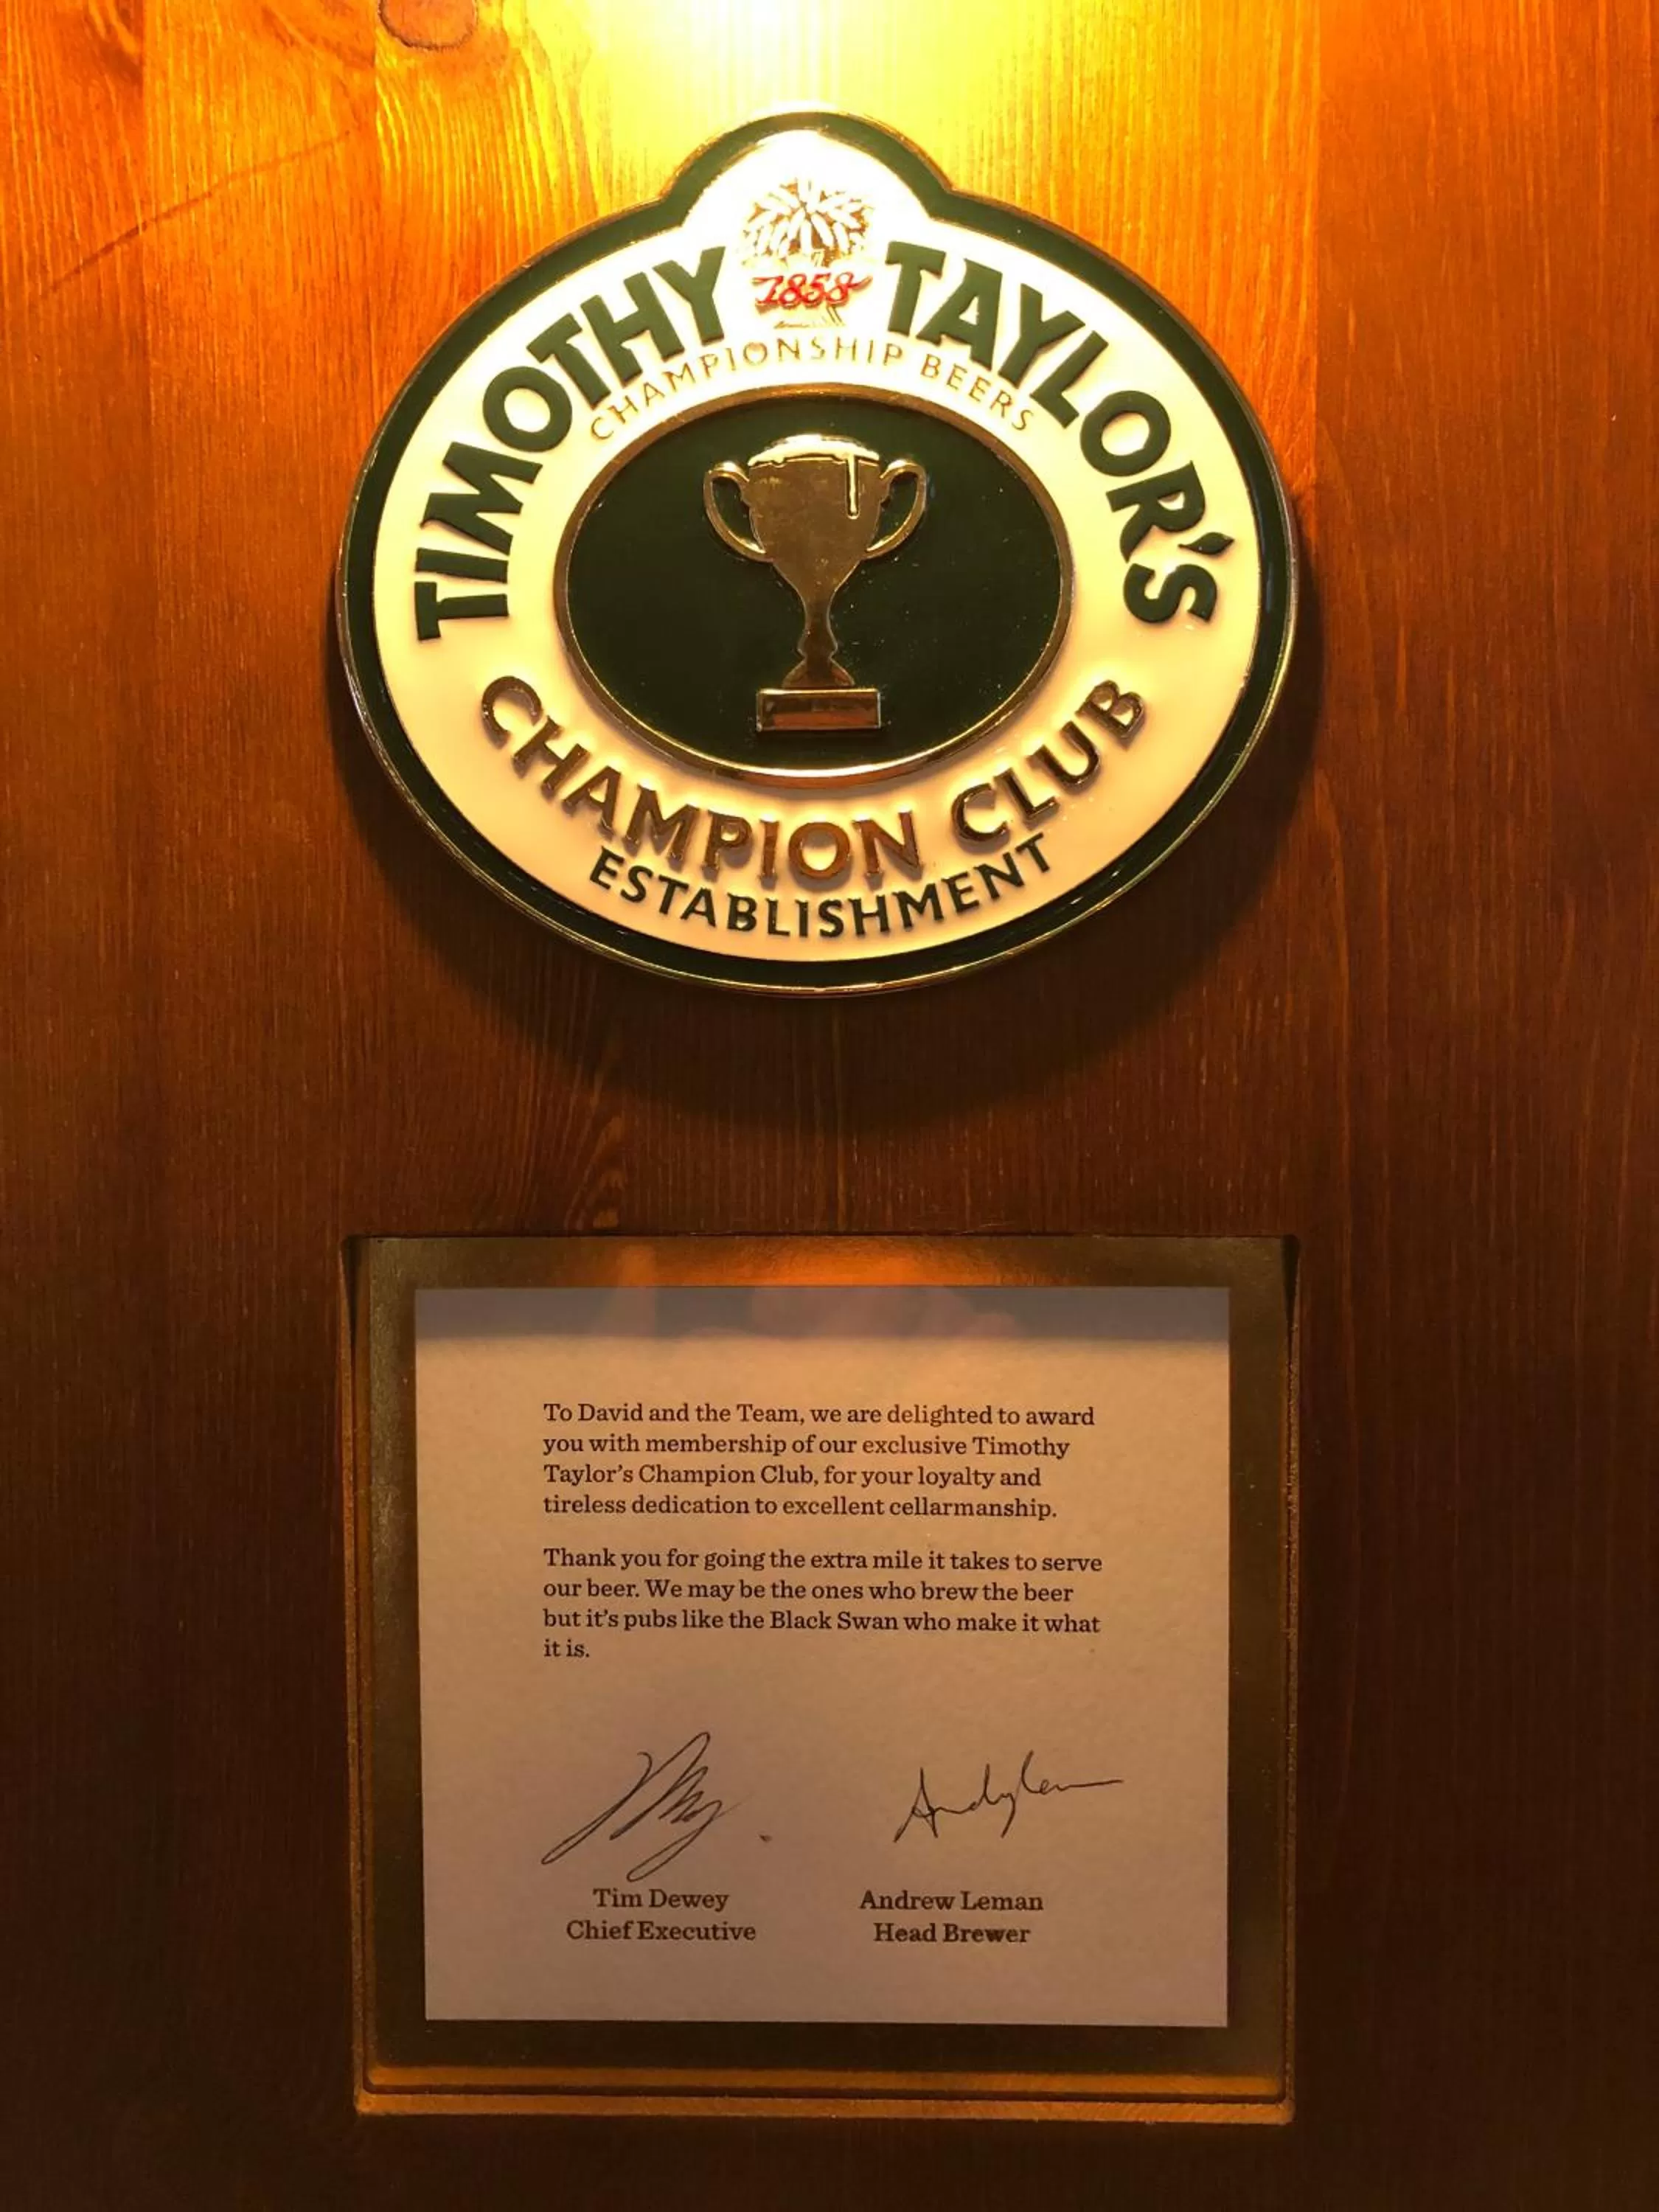 TIMOTHY TAYLOR'S
1858
CHAMPIONSHIP BEERS
CHAMPION CLUB
ESTABLISHMENT
To David and the Team, we are delighted to award
you with membership of our exclusive Timothy
Taylor's Champion Club, for your loyalty and
tireless dedication to excellent cellarmanship.
Thank you for going the extra mile it takes to serve
our beer. We may be the ones who brew the beer
but it's pubs like the Black Swan who make it what
it is.
Tim Dewey
Chief Executive
Andrew Leman
Head Brewer